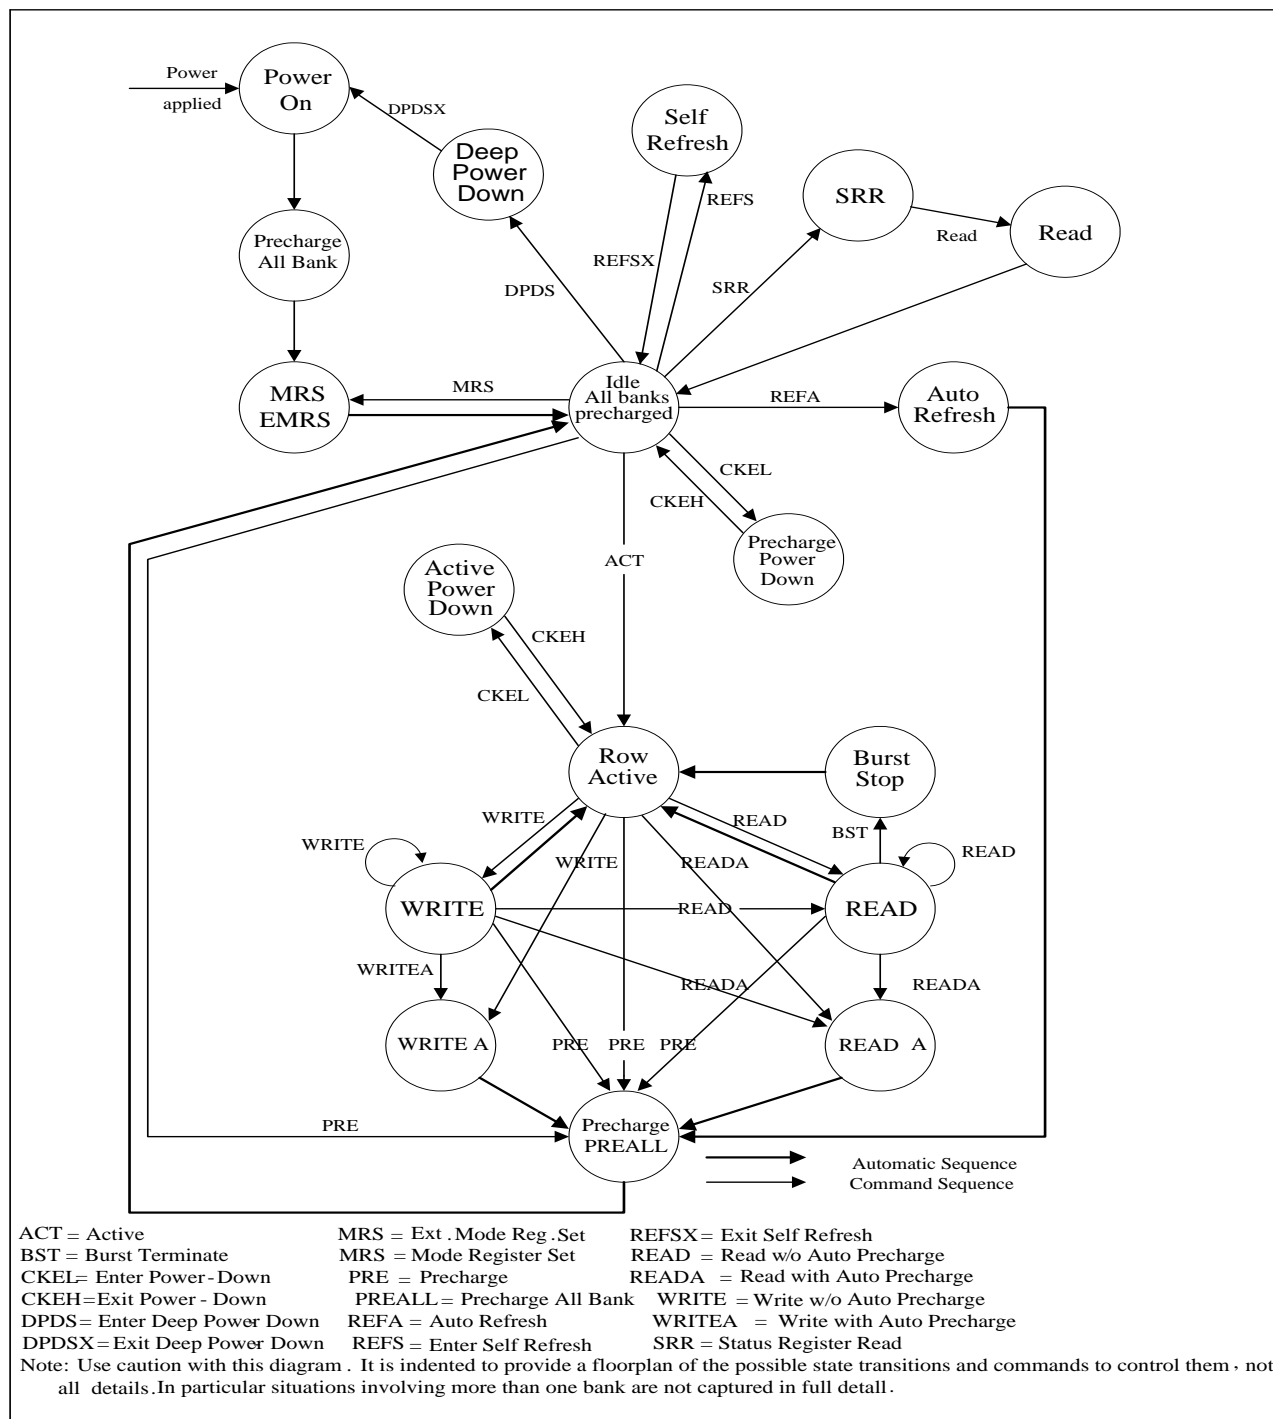 Power
applied
Power
On
DPDSX
Deep
Power
Down
Self
Refresh
REFS
SRR
Read
Read
Precharge
All Bank
REFSX
DPDS
SRR
MRS
EMRS
MRS
Idle
All banks
precharged
REFA
Auto
Refresh
CKEL
CKEH
Precharge
Power
Down
ACT
Active
Power
Down
CKEH
CKEL
Row
Active
Burst
Stop
WRITE
READ
BST
WRITE
WRITE
READA
READ
WRITE
READ
READ
WRITEA
READA
READA
WRITE A
PRE
PRE
PRE
READ A
PRE
Precharge
PREALL
Automatic Sequence
Command Sequence
ACT = Active MRS = Ext . Mode Reg . Set REFSX = Exit Self Refresh
BST = Burst Terminate MRS = Mode Register Set READ = Read w/o Auto Precharge
CKEL= Enter Power - Down PRE = Precharge READA = Read with Auto Precharge
CKEH=Exit Power - Down PREALL = Precharge All Bank WRITE = Write w/o Auto Precharge
DPDS= Enter Deep Power Down REFA = Auto Refresh WRITEA = Write with Auto Precharge
DPDSX= Exit Deep Power Down REFS = Enter Self Refresh SRR = Status Register Read
Note: Use caution with this diagram . It is indented to provide a floorplan of the possible state transitions and commands to control them , not
all details.In particular situations involving more than one bank are not captured in full detall .